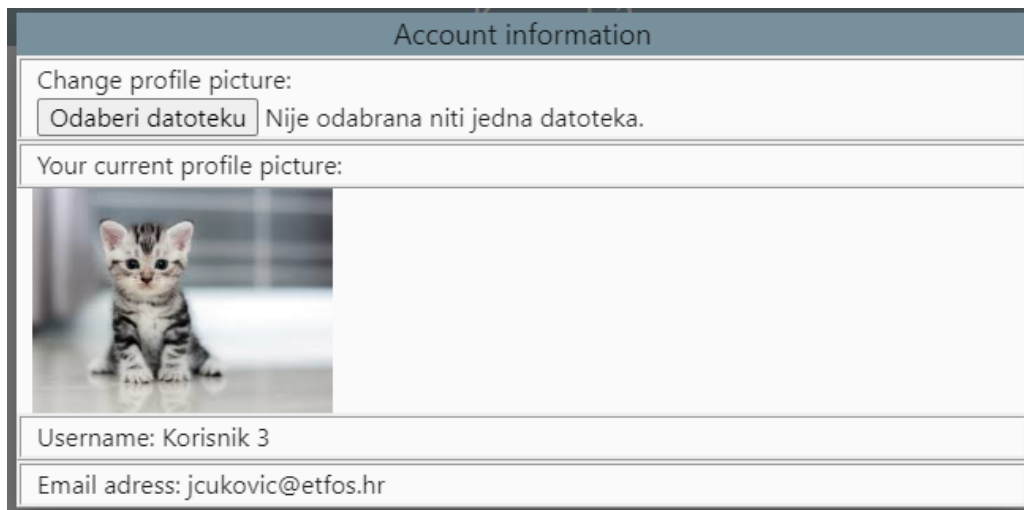 Account information
Change profile picture:
Odaberi datoteku Nije odabrana niti jedna datoteka.
Your current profile picture:
Username: Korisnik 3
Email adress: jcukovic@etfos.hr